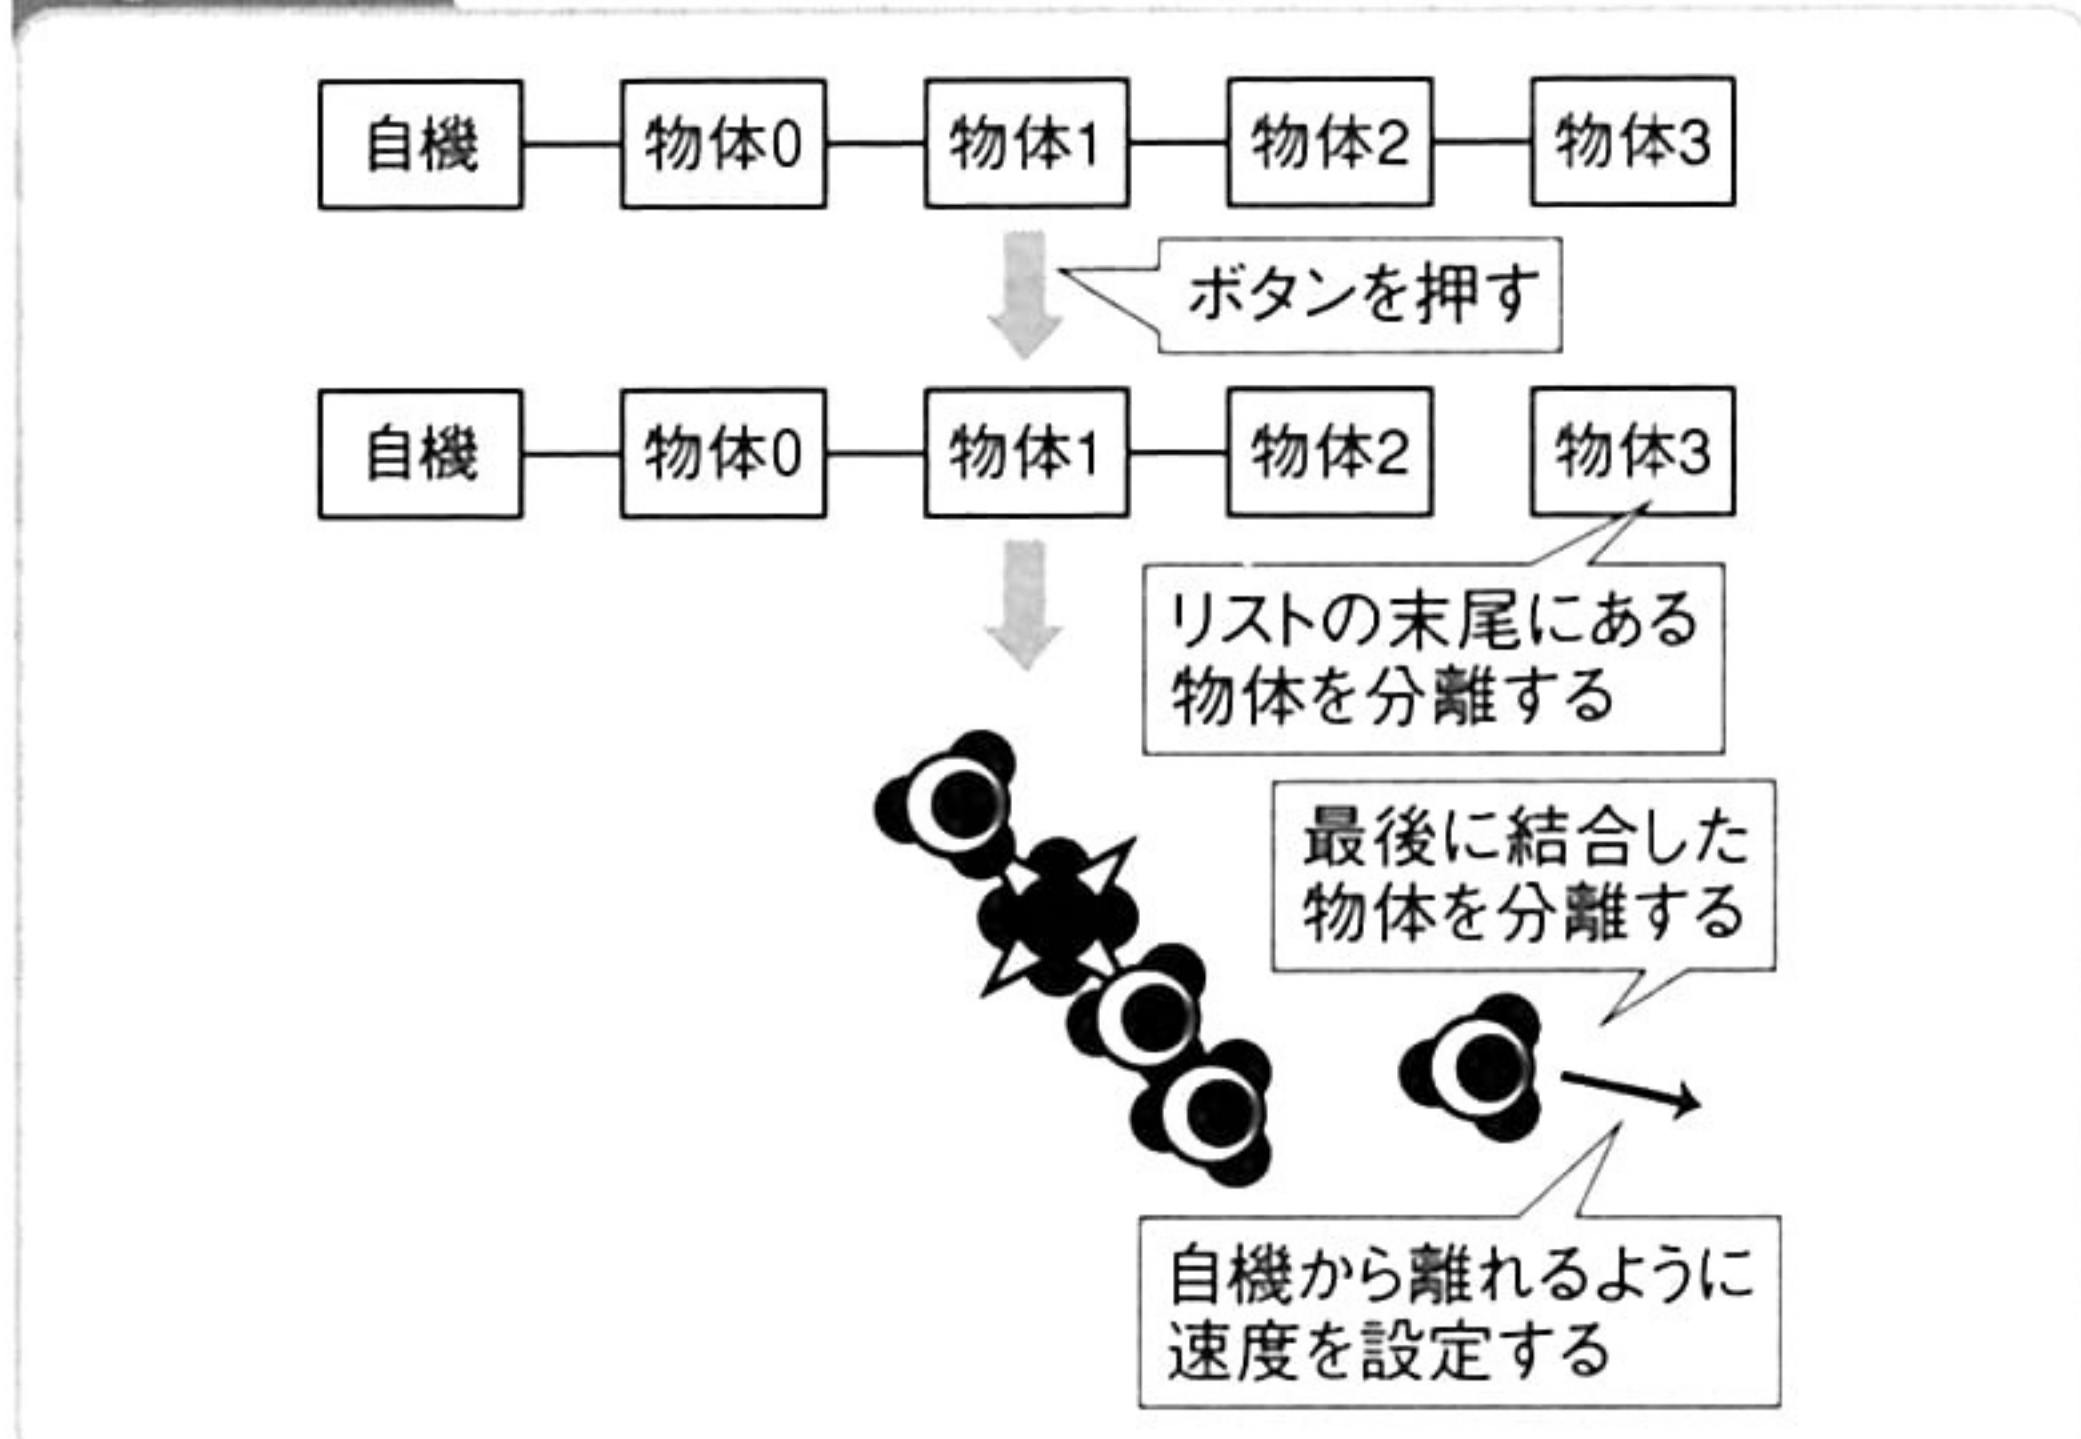 自機 物体0 物体1 物体2 物体3
ボタンを押す
自機 物体0 物体1 物体2 物体3
リストの末尾にある
物体を分離する
最後に結合した
物体を分離する
自機から離れるように
速度を設定する